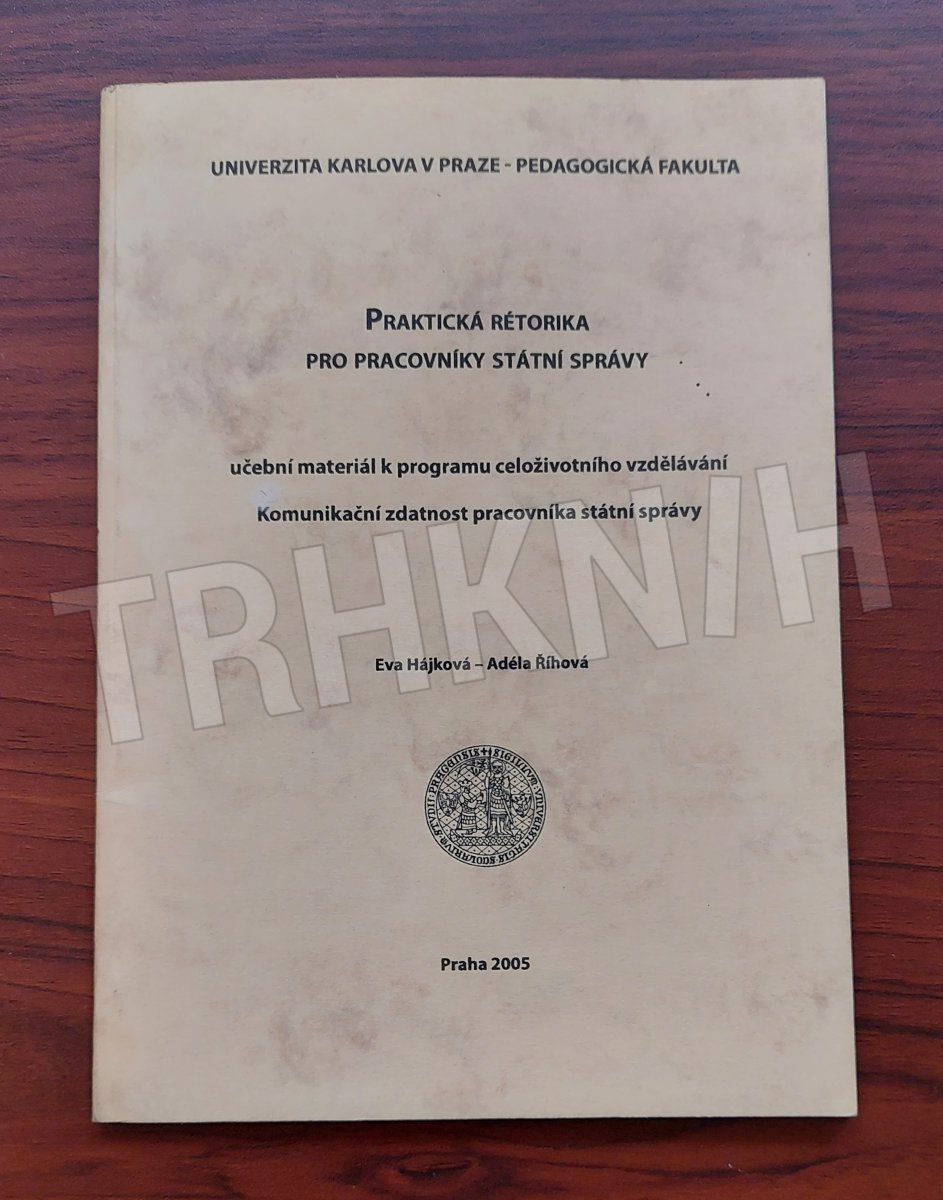 UNIVERZITA KARLOVA V PRAZE - PEDAGOGICKÁ FAKULTA
PRAKTICKÁ RÉTORIKA
PRO PRACOVNÍKY STÁTNÍ SPRÁVY
učební materiál k programu celoživotního vzdělávání
Komunikační zdatnost pracovníka státní správy
TRHKNIH
Eva Hájková – Adéla Říhová
SIGILLUM
Praha 2005